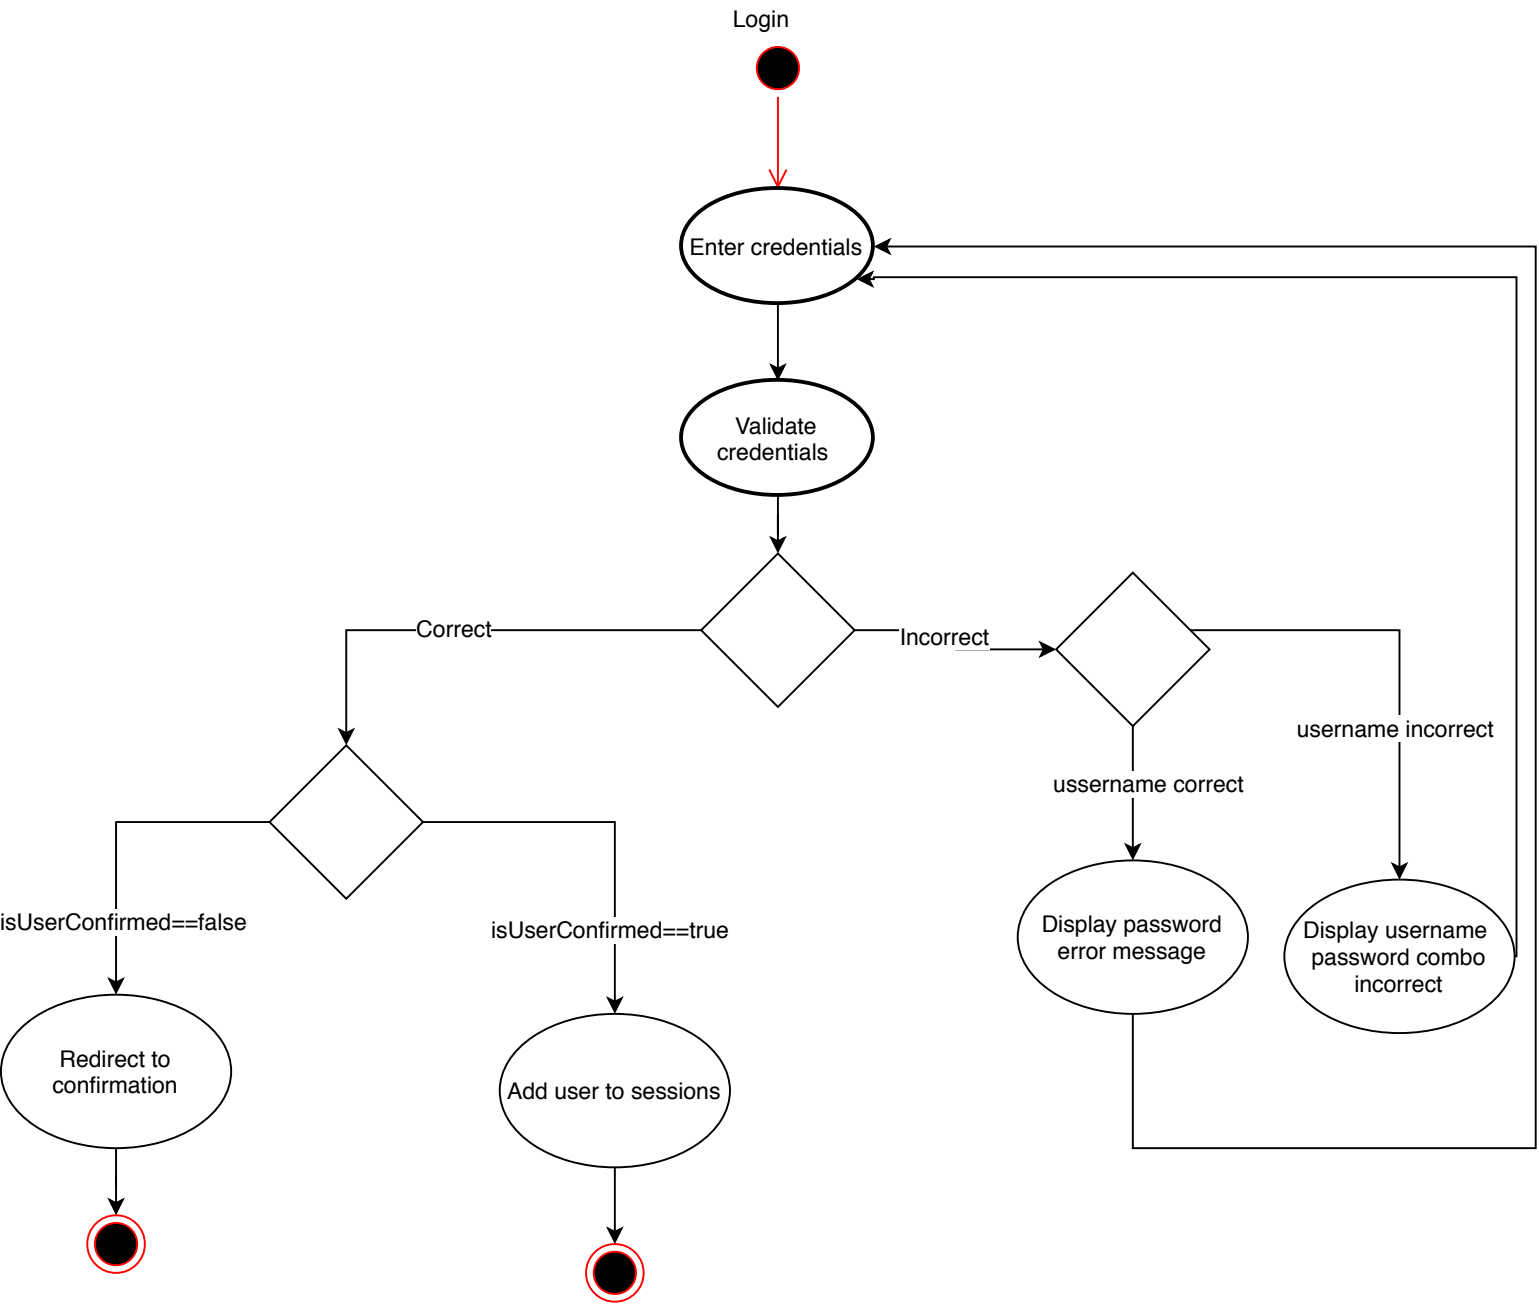 Login
Enter credentials
Validate
credentials
Correct
Incorrect
username incorrect
ussername correct
isUserConfirmed==false
isUserConfirmed==true
Display password
error message
Display username
password combo
incorrect
Redirect to
confirmation
Add user to sessions